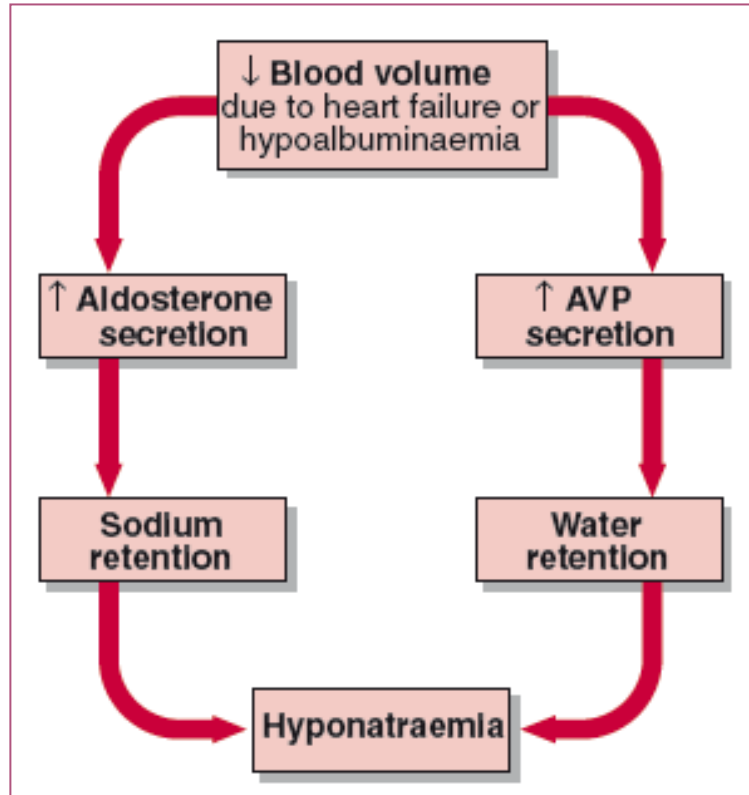 ↓ Blood volume
due to heart failure or
hypoalbuminaemia
↑ Aldosterone
secretion
↑ AVP
secretion
Sodium
retention
Water
retention
Hyponatraemia